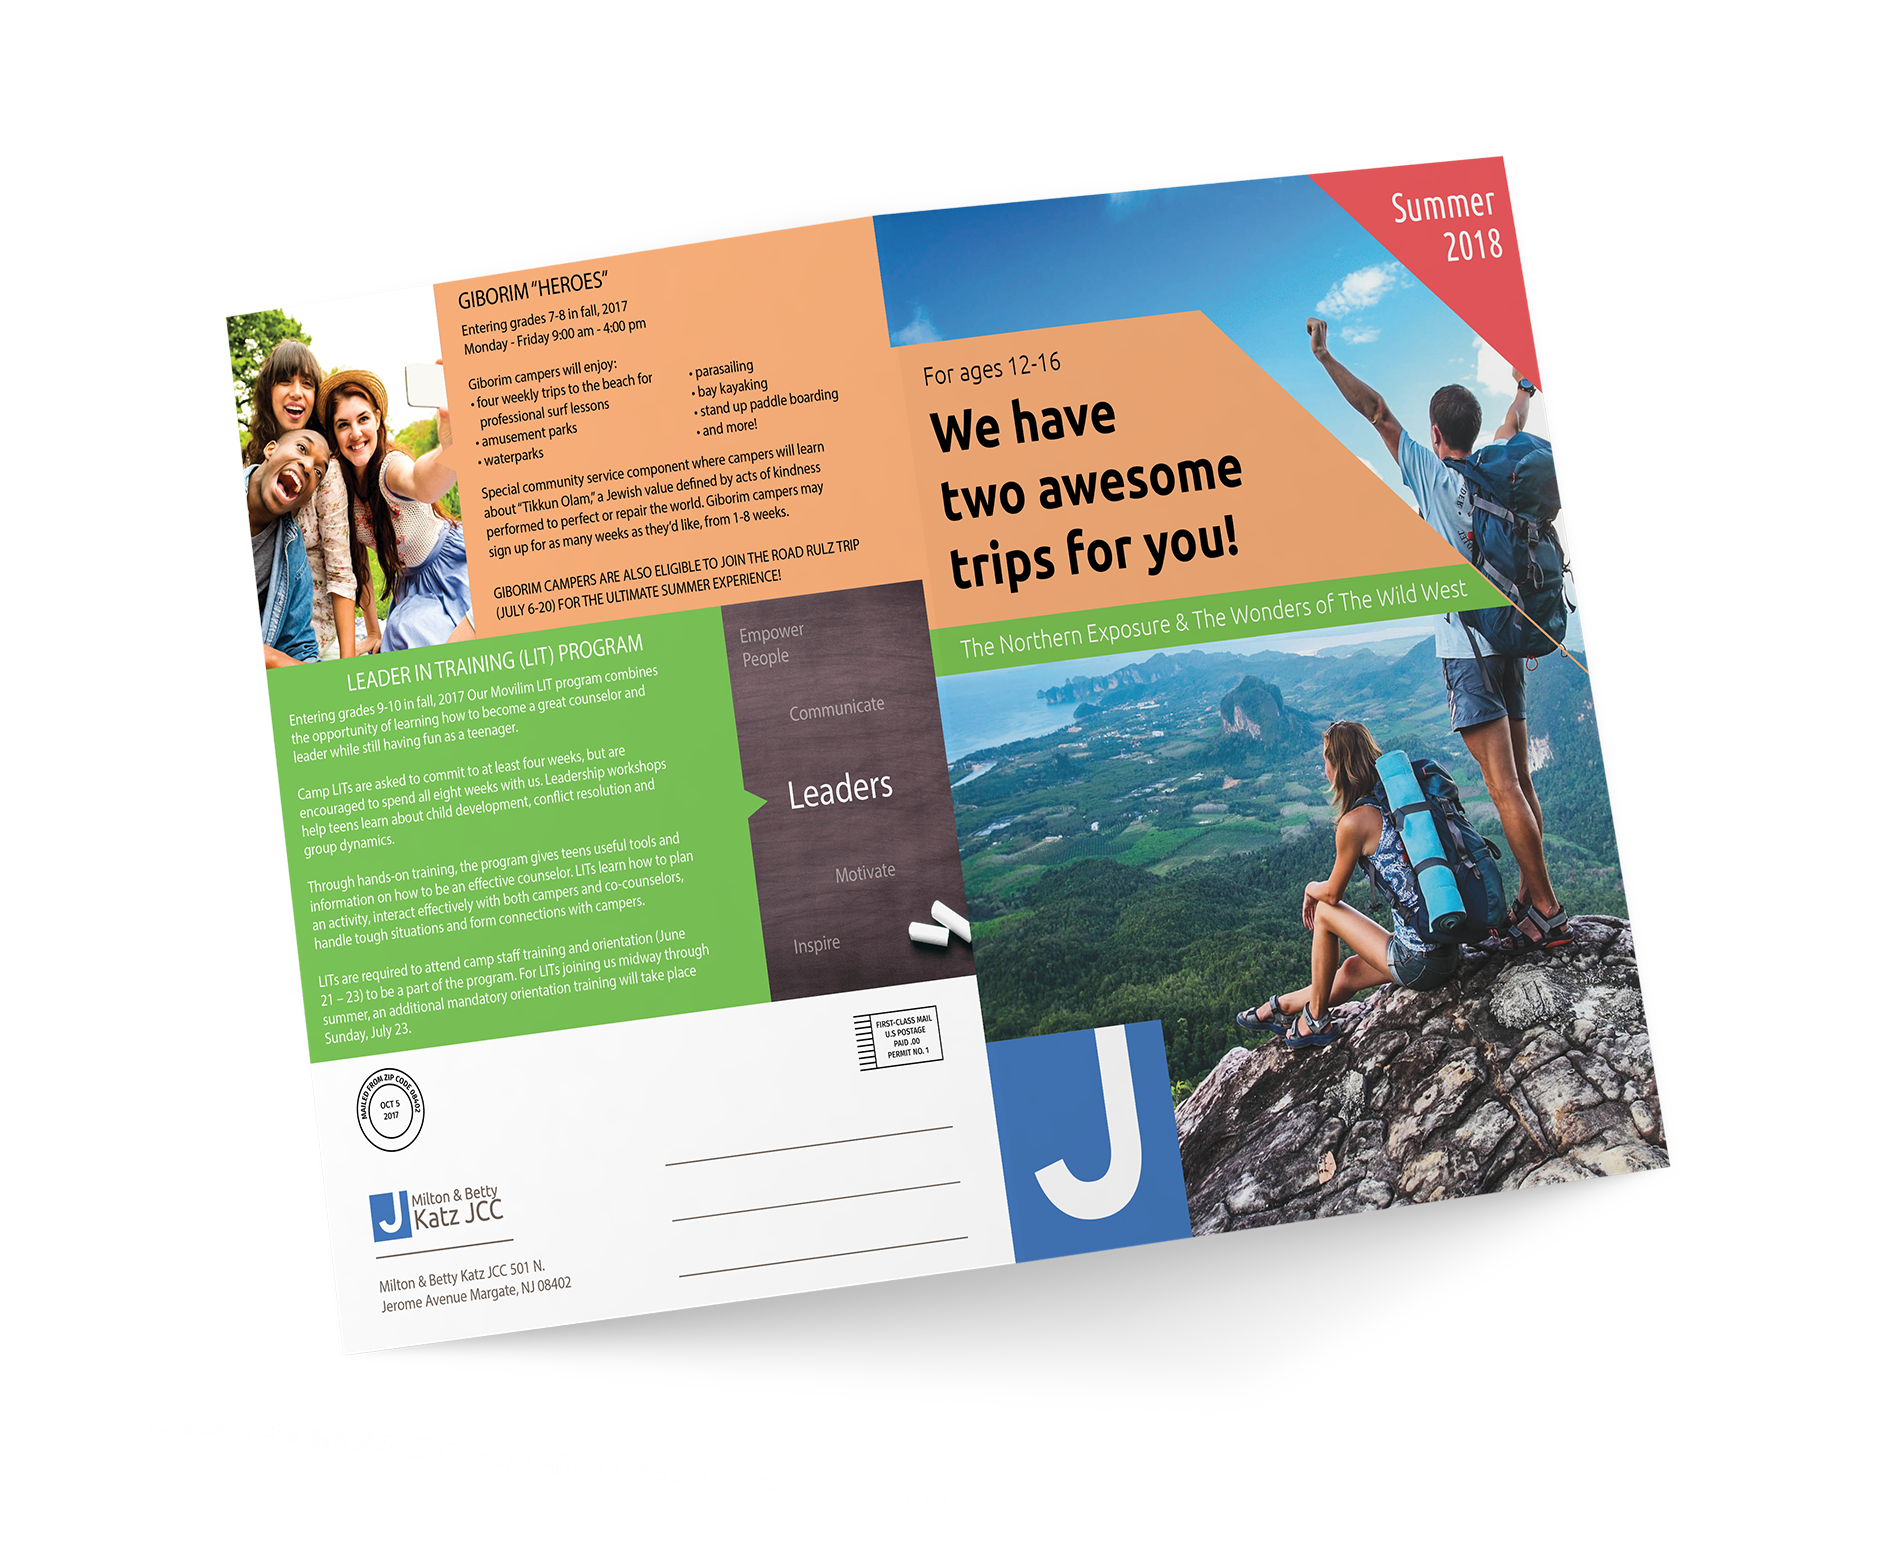 GIBORIM "HEROES"
Entering grades 7-8 in fall, 2017
Monday - Friday 9:00 am - 4:00 pm
Giborim campers will enjoy:
• four weekly trips to the beach for
professional surf lessons
• amusement parks
• waterparks
• parasailing
• bay kayaking
• stand up paddle boarding
• and more!
Special community service component where campers will learn
about "Tikkun Olam," a Jewish value defined by acts of kindness
performed to perfect or repair the world. Giborim campers may
sign up for as many weeks as they'd like, from 1-8 weeks.
GIBORIM CAMPERS ARE ALSO ELIGIBLE TO JOIN THE ROAD RULZ TRIP
(JULY 6-20) FOR THE ULTIMATE SUMMER EXPERIENCE!
LEADER IN TRAINING (LIT) PROGRAM
Entering grades 9-10 in fall, 2017 Our Movilim LIT program combines
the opportunity of learning how to become a great counselor and
leader while still having fun as a teenager.
Camp LITs are asked to commit to at least four weeks, but are
encouraged to spend all eight weeks with us. Leadership workshops
help teens learn about child development, conflict resolution and
group dynamics.
Through hands-on training, the program gives teens useful tools and
information on how to be an effective counselor. LITs learn how to plan
an activity, interact effectively with both campers and co-counselors,
handle tough situations and form connections with campers.
LITs are required to attend camp staff training and orientation (June
21 – 23) to be a part of the program. For LITs joining us midway through
summer, an additional mandatory orientation training will take place
Sunday, July 23.
Empower
People
Communicate
Leaders
Motivate
Inspire
FIRST-CLASS MAIL
U.S POSTAGE
PAID .00
PERMIT NO. 1
MAILED FROM ZIP CODE 08402
OCT 5
2017
J Milton & Betty
Katz JCC
Milton & Betty Katz JCC 501 N.
Jerome Avenue Margate, NJ 08402
Summer
2018
For ages 12-16
We have
two awesome
trips for you!
The Northern Exposure & The Wonders of The Wild West
J